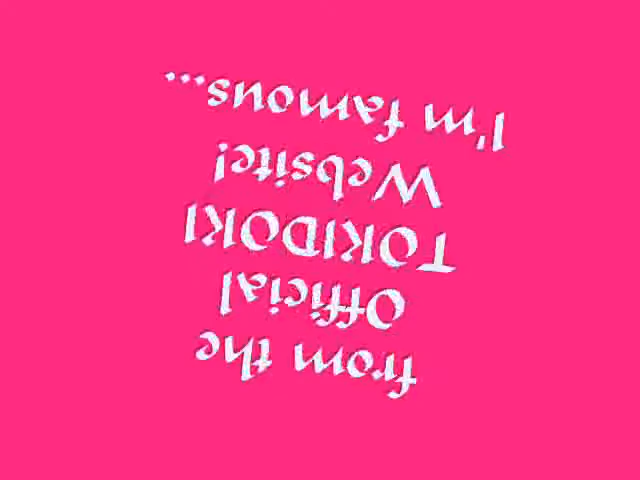 from the
Official
TOKIDOKI
Website!
I'm famous...